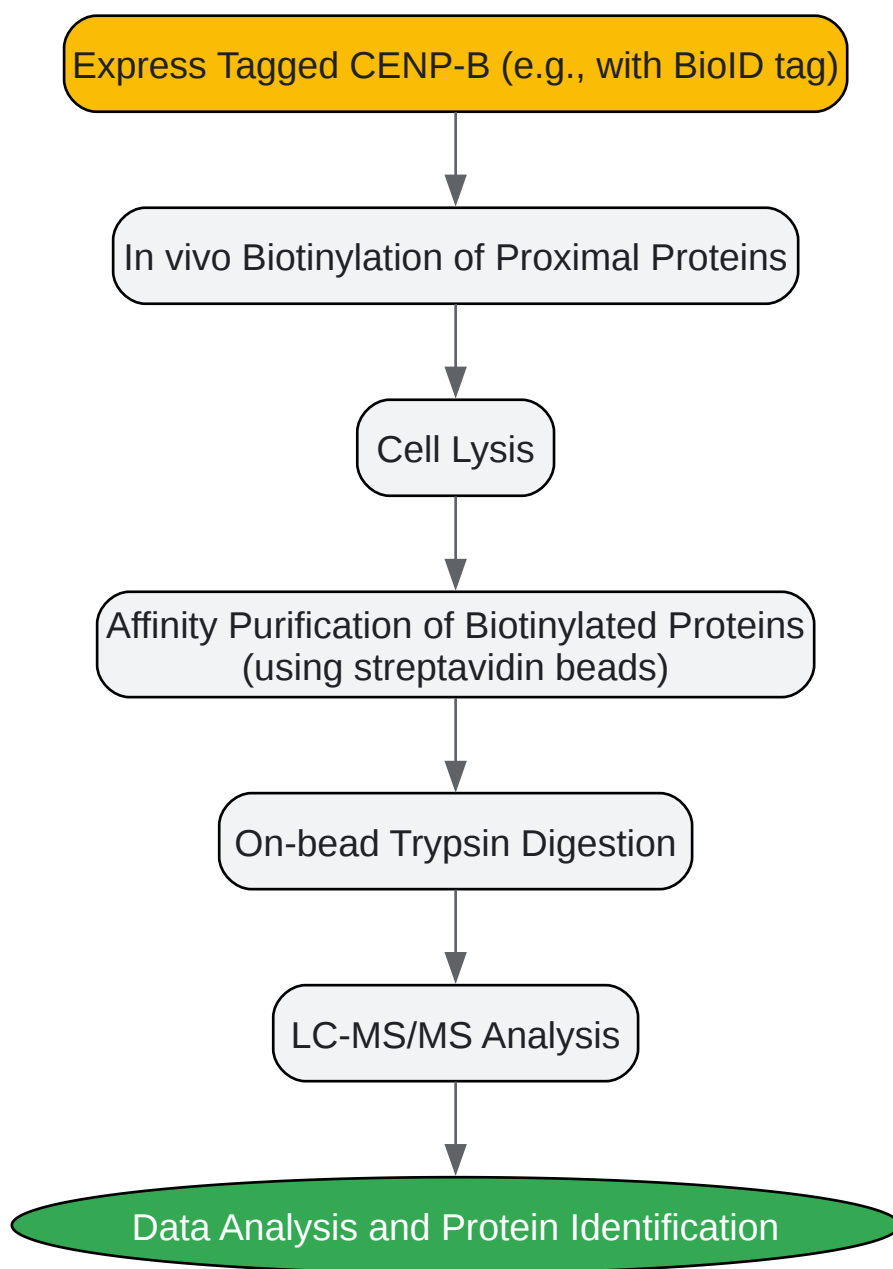 Express Tagged CENP-B (e.g., with BioID tag)
In vivo Biotinylation of Proximal Proteins
Cell Lysis
Affinity Purification of Biotinylated Proteins
(using streptavidin beads)
On-bead Trypsin Digestion
LC-MS/MS Analysis
Data Analysis and Protein Identification